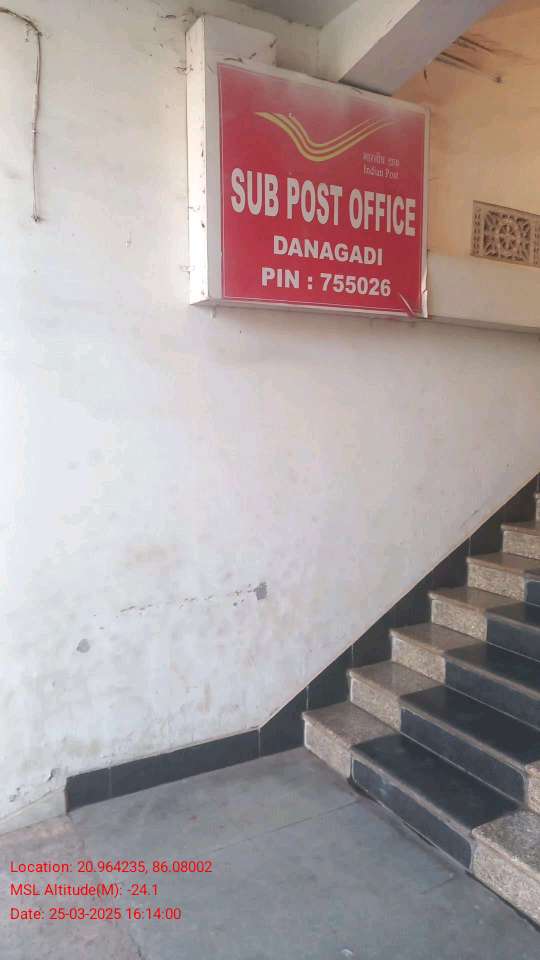 भारतीय डाक
Indian Post
SUB POST OFFICE
DANAGADI
PIN : 755026
Location: 20.964235, 86.08002
MSL Altitude(M): -24.1
Date: 25-03-2025 16:14:00